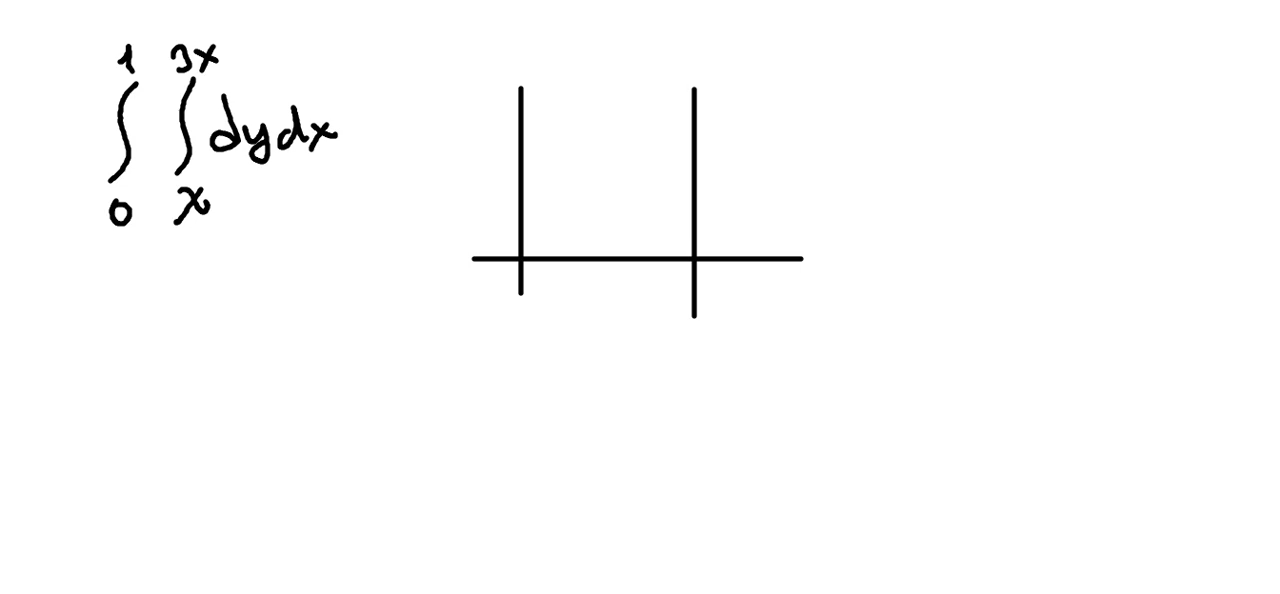 1 3x
∫ ∫ dydx
0 x